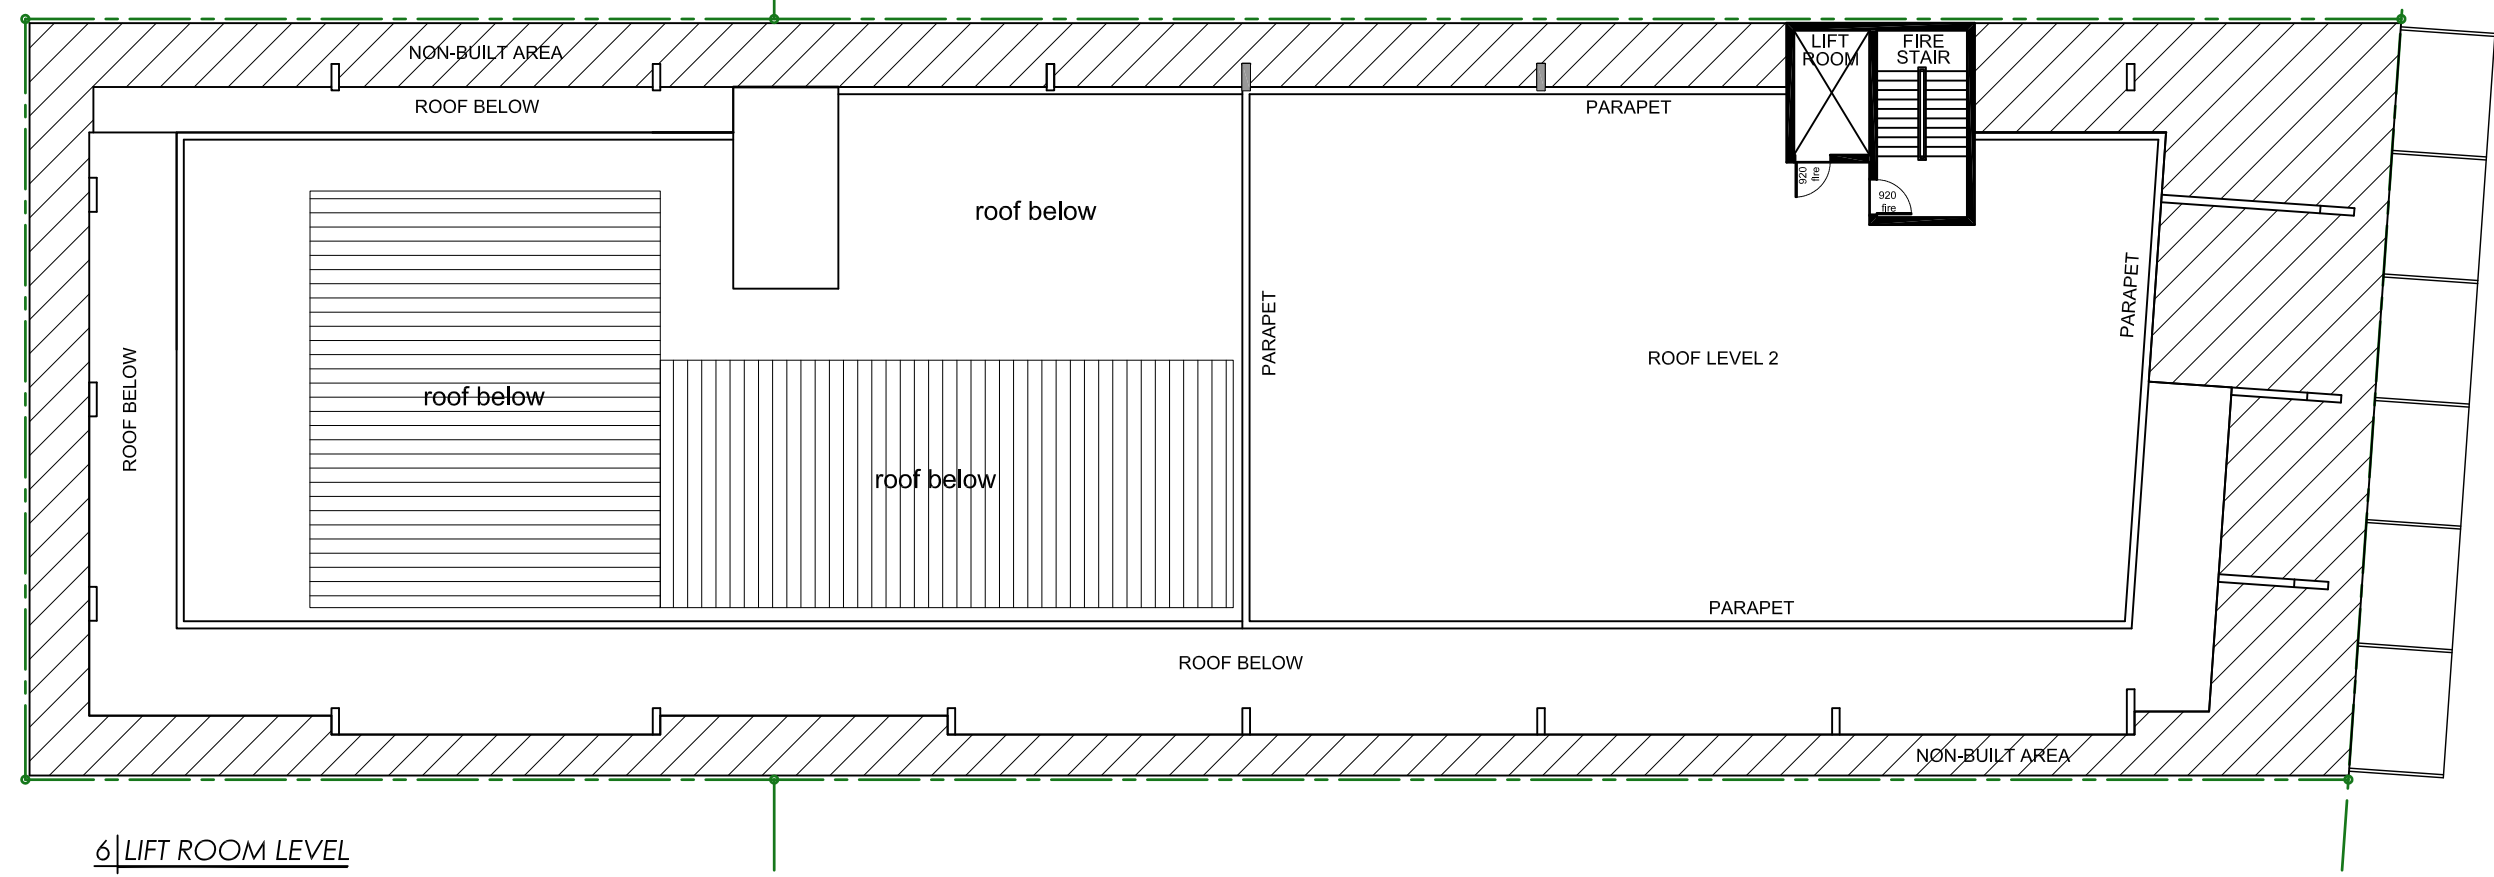 NON-BUILT AREA
LIFT
ROOM
FIRE
STAIR
ROOF BELOW
PARAPET
920
fire
920
fire
roof below
PARAPET
PARAPET
ROOF LEVEL 2
ROOF BELOW
roof below
roof below
PARAPET
ROOF BELOW
NON-BUILT AREA
6 LIFT ROOM LEVEL